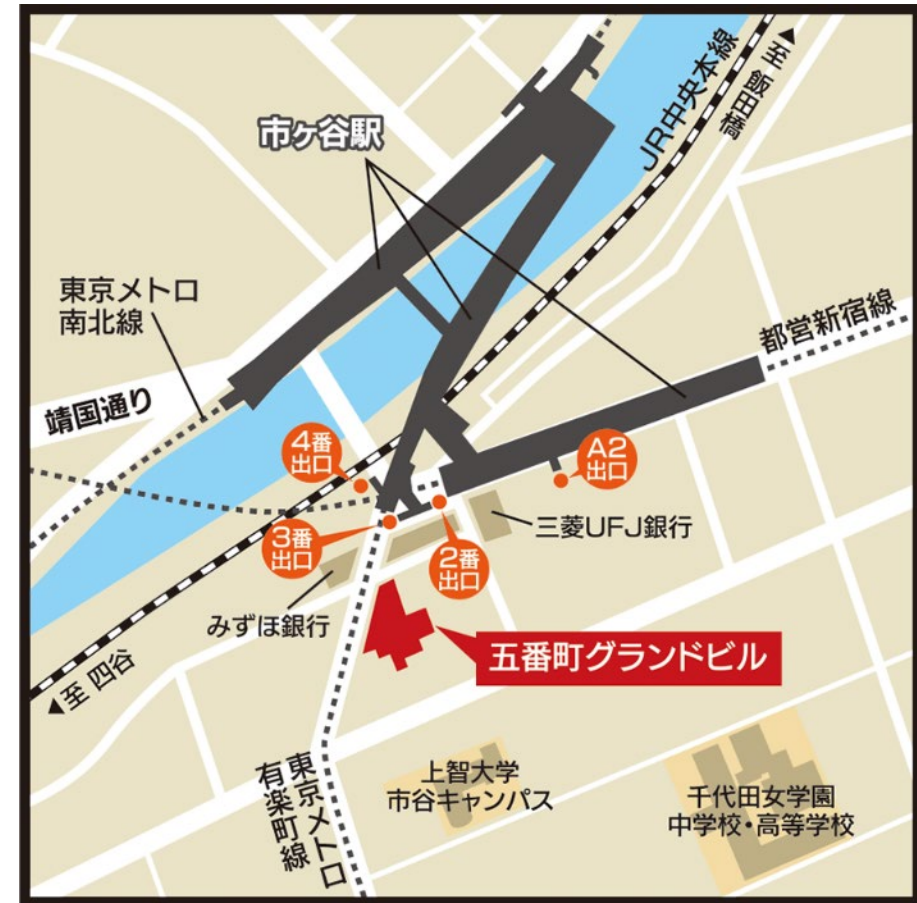 市ヶ谷駅
JR中央本線
▲至 飯田橋
東京メトロ
南北線
都営新宿線
靖国通り
4番
出口
A2
出口
3番
出口
2番
出口
三菱UFJ銀行
みずほ銀行
五番町グランドビル
▲至 四谷
東京メトロ
有楽町線
上智大学
市谷キャンパス
千代田女学園
中学校・高等学校